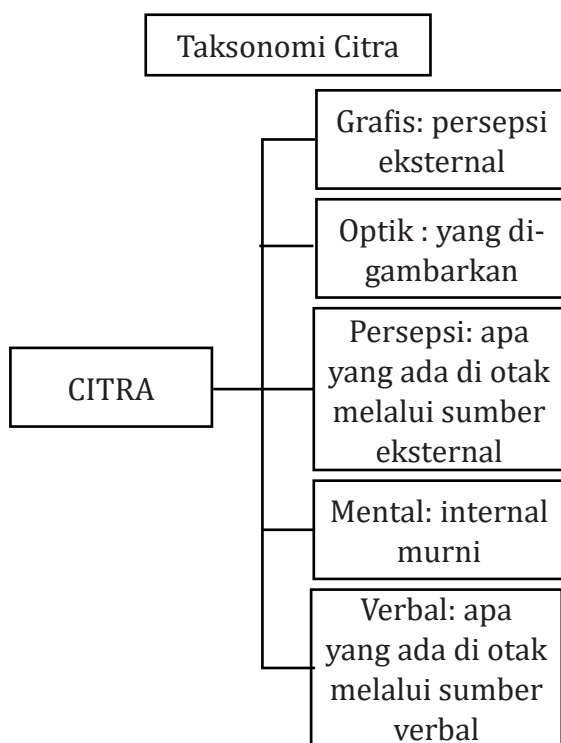 Taksonomi Citra
Grafis: persepsi
eksternal
Optik : yang di-
gambarkan
CITRA
Persepsi: apa
yang ada di otak
melalui sumber
eksternal
Mental: internal
murni
Verbal: apa
yang ada di otak
melalui sumber
verbal